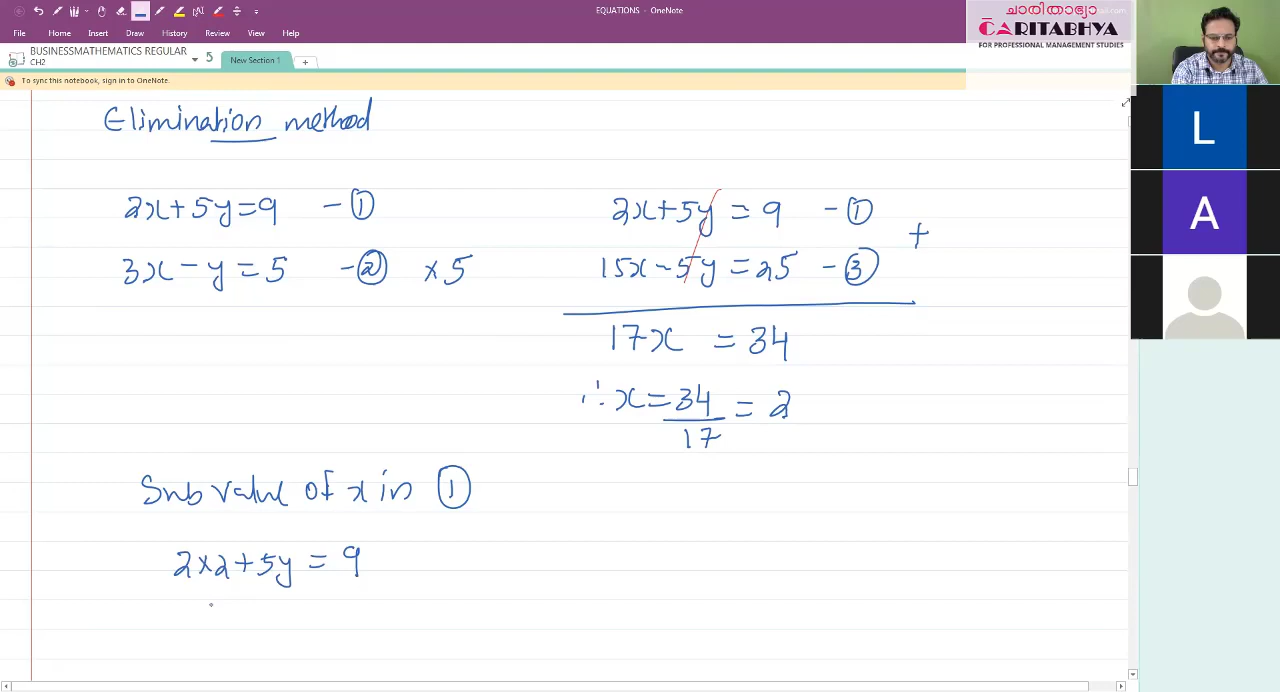 EQUATIONS - OneNote
ചാരിതാഭ്യാ
CARITABHYA
FOR PROFESSIONAL MANAGEMENT STUDIES
File Home Insert Draw History Review View Help
BUSINESSMATHEMATICS REGULAR
CH2
New Section 1 +
To sync this notebook, sign in to OneNote.
Elimination method
2x+5y=9 - ①
3x-y=5 - ② ×5
2x+5y = 9 - ①
+
15x-5y=25 - ③
17x = 34
∴ x = 34/17 = 2
Sub value of x in ①
2×2+5y = 9
L
A